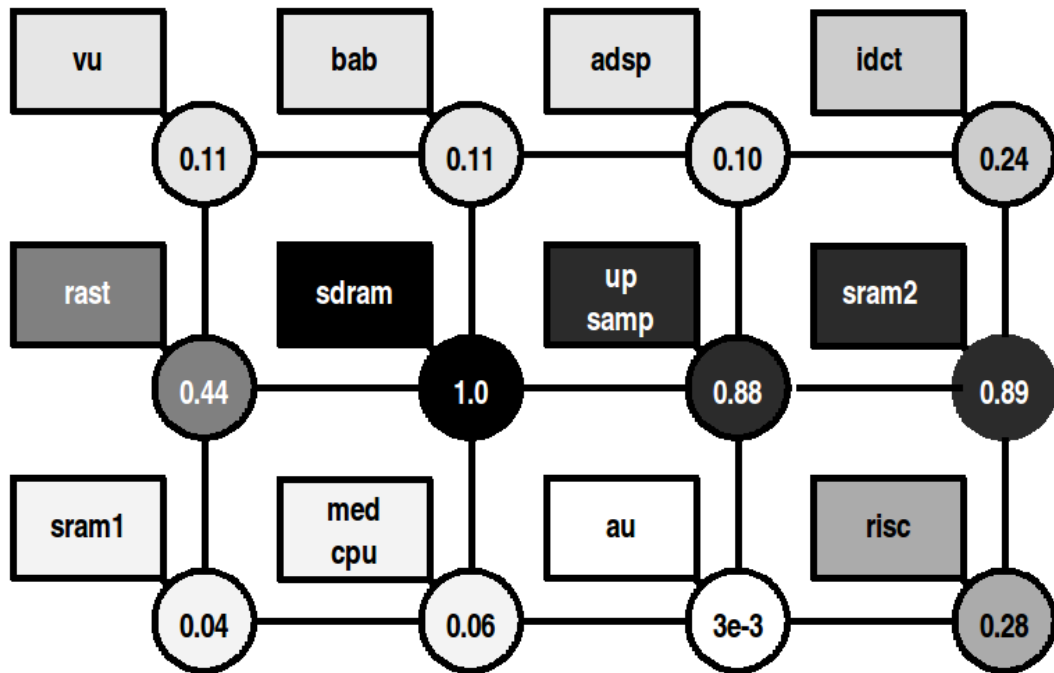 vu
bab
adsp
idct
0.11
0.11
0.10
0.24
rast
sdram
up
samp
sram2
0.44
1.0
0.88
0.89
sram1
med
cpu
au
risc
0.04
0.06
3e-3
0.28